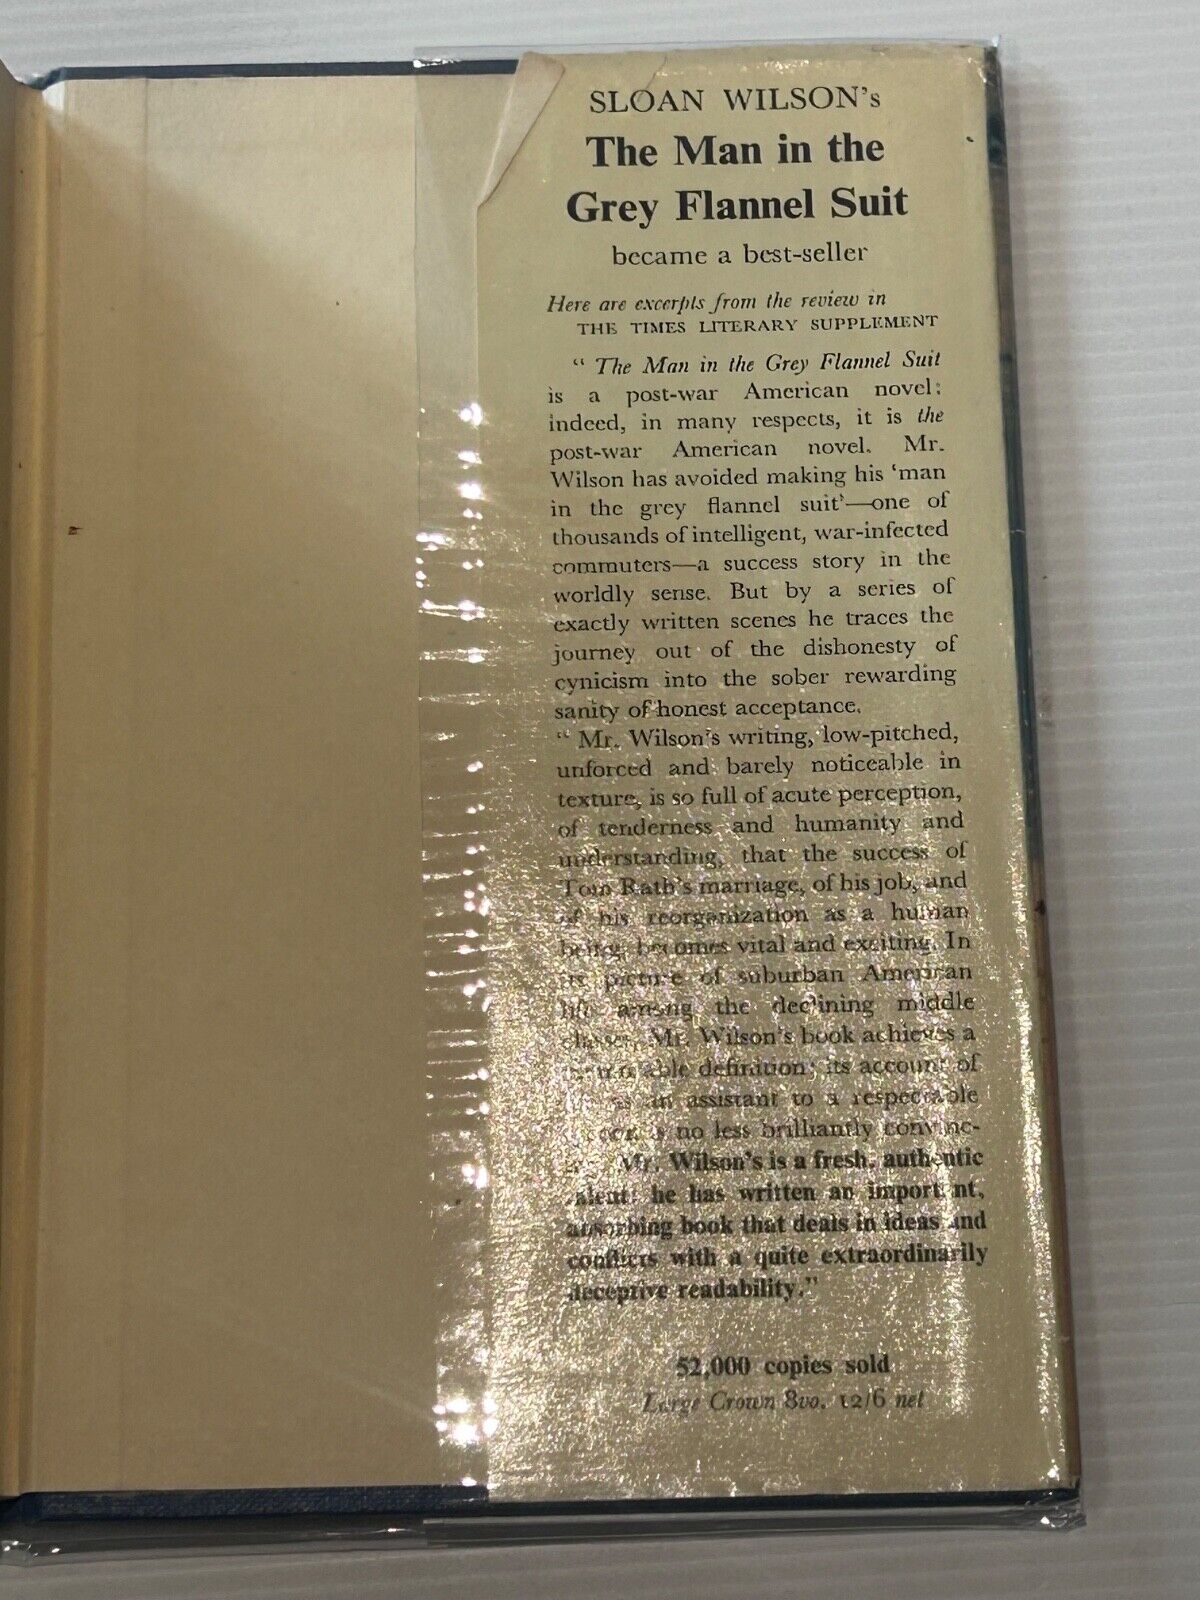 SLOAN WILSON's
The Man in the
Grey Flannel Suit
became a best-seller
Here are excerpts from the review in
THE TIMES LITERARY SUPPLEMENT
“ The Man in the Grey Flannel Suit
is a post-war American novel;
indeed, in many respects, it is the
post-war American novel. Mr.
Wilson has avoided making his ‘man
in the grey flannel suit’—one of
thousands of intelligent, war-infected
commuters—a success story in the
worldly sense. But by a series of
exactly written scenes he traces the
journey out of the dishonesty of
cynicism into the sober rewarding
sanity of honest acceptance.
“ Mr. Wilson's writing, low-pitched,
unforced and barely noticeable in
texture, is so full of acute perception,
of tenderness and humanity and
understanding, that the success of
Tom Rath's marriage, of his job, and
of his reorganization as a human
being, becomes vital and exciting. In
its picture of suburban American
life among the declining middle
classes, Mr. Wilson's book achieves a
definition; its account of
as an assistant to a respectable
is no less brilliantly convinc-
Mr. Wilson's is a fresh, authentic
talent; he has written an important,
absorbing book that deals in ideas and
conflicts with a quite extraordinarily
deceptive readability.”
52,000 copies sold
Large Crown 8vo. 12/6 net